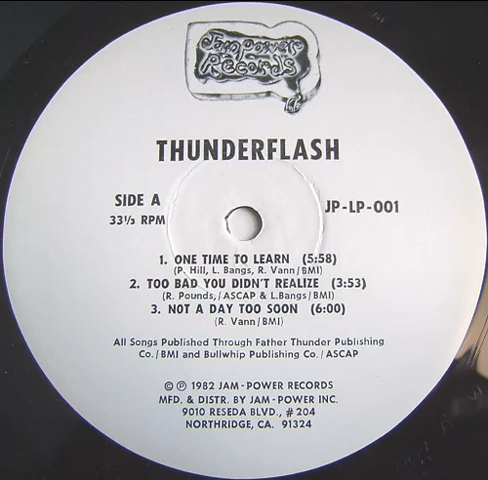 Jampower
Records
THUNDERFLASH
SIDE A
33⅓ RPM
JP-LP-001
1. ONE TIME TO LEARN (5:58)
(P. Hill, L. Bangs, R. Vann/BMI)
2. TOO BAD YOU DIDN'T REALIZE (3:53)
(R. Pounds,/ASCAP & L.Bangs/BMI)
3. NOT A DAY TOO SOON (6:00)
(R. Vann/BMI)
All Songs Published Through Father Thunder Publishing
Co./BMI and Bullwhip Publishing Co./ASCAP
© ℗ 1982 JAM-POWER RECORDS
MFD. & DISTR. BY JAM-POWER INC.
9010 RESEDA BLVD., # 204
NORTHRIDGE, CA. 91324